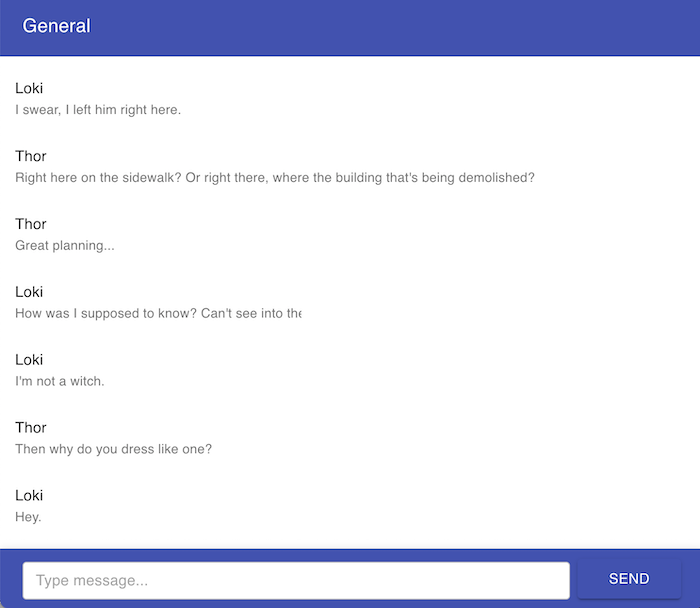 General
Loki
I swear, I left him right here.
Thor
Right here on the sidewalk? Or right there, where the building that's being demolished?
Thor
Great planning...
Loki
How was I supposed to know? Can't see into the
Loki
I'm not a witch.
Thor
Then why do you dress like one?
Loki
Hey.
Type message...
SEND